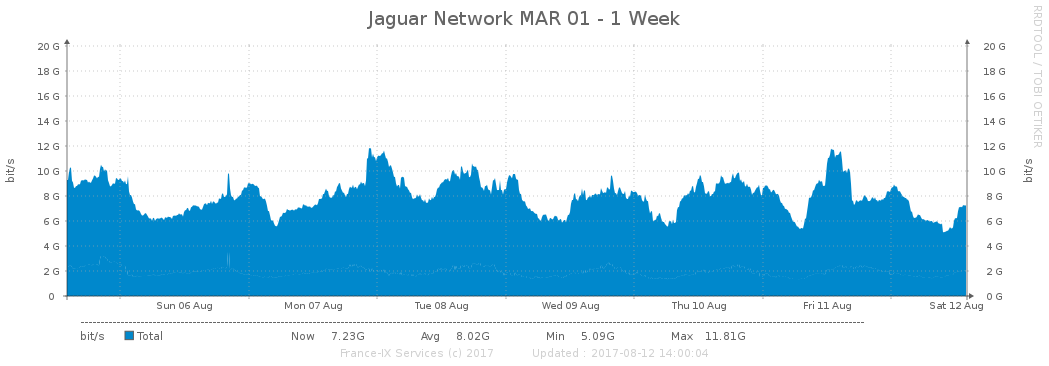 Jaguar Network MAR 01 - 1 Week
RRDTOOL / TOBI OETIKER
bit/s
20 G 20 G
18 G 18 G
16 G 16 G
14 G 14 G
12 G 12 G
10 G 10 G
8 G 8 G
6 G 6 G
4 G 4 G
2 G 2 G
0 0 G
bit/s
Sun 06 Aug Mon 07 Aug Tue 08 Aug Wed 09 Aug Thu 10 Aug Fri 11 Aug Sat 12 Aug
bit/s Total Now 7.23G Avg 8.02G Min 5.09G Max 11.81G
France-IX Services (c) 2017 Updated : 2017-08-12 14:00:04